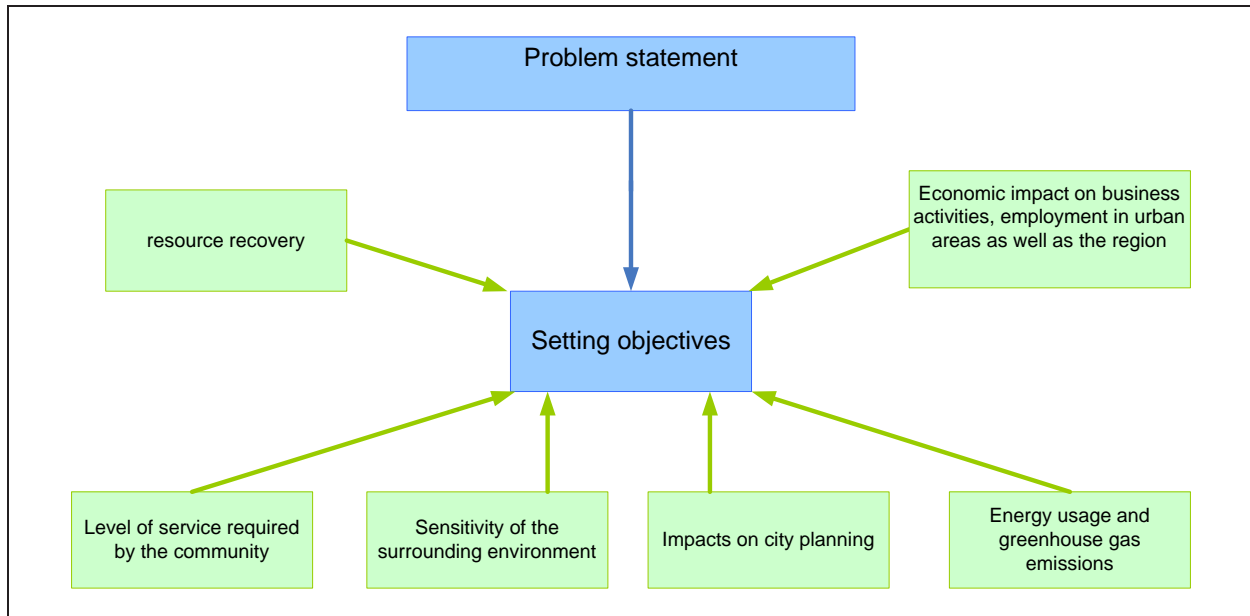 Problem statement
resource recovery
Economic impact on business
activities, employment in urban
areas as well as the region
Setting objectives
Level of service required
by the community
Sensitivity of the
surrounding environment
Impacts on city planning
Energy usage and
greenhouse gas
emissions